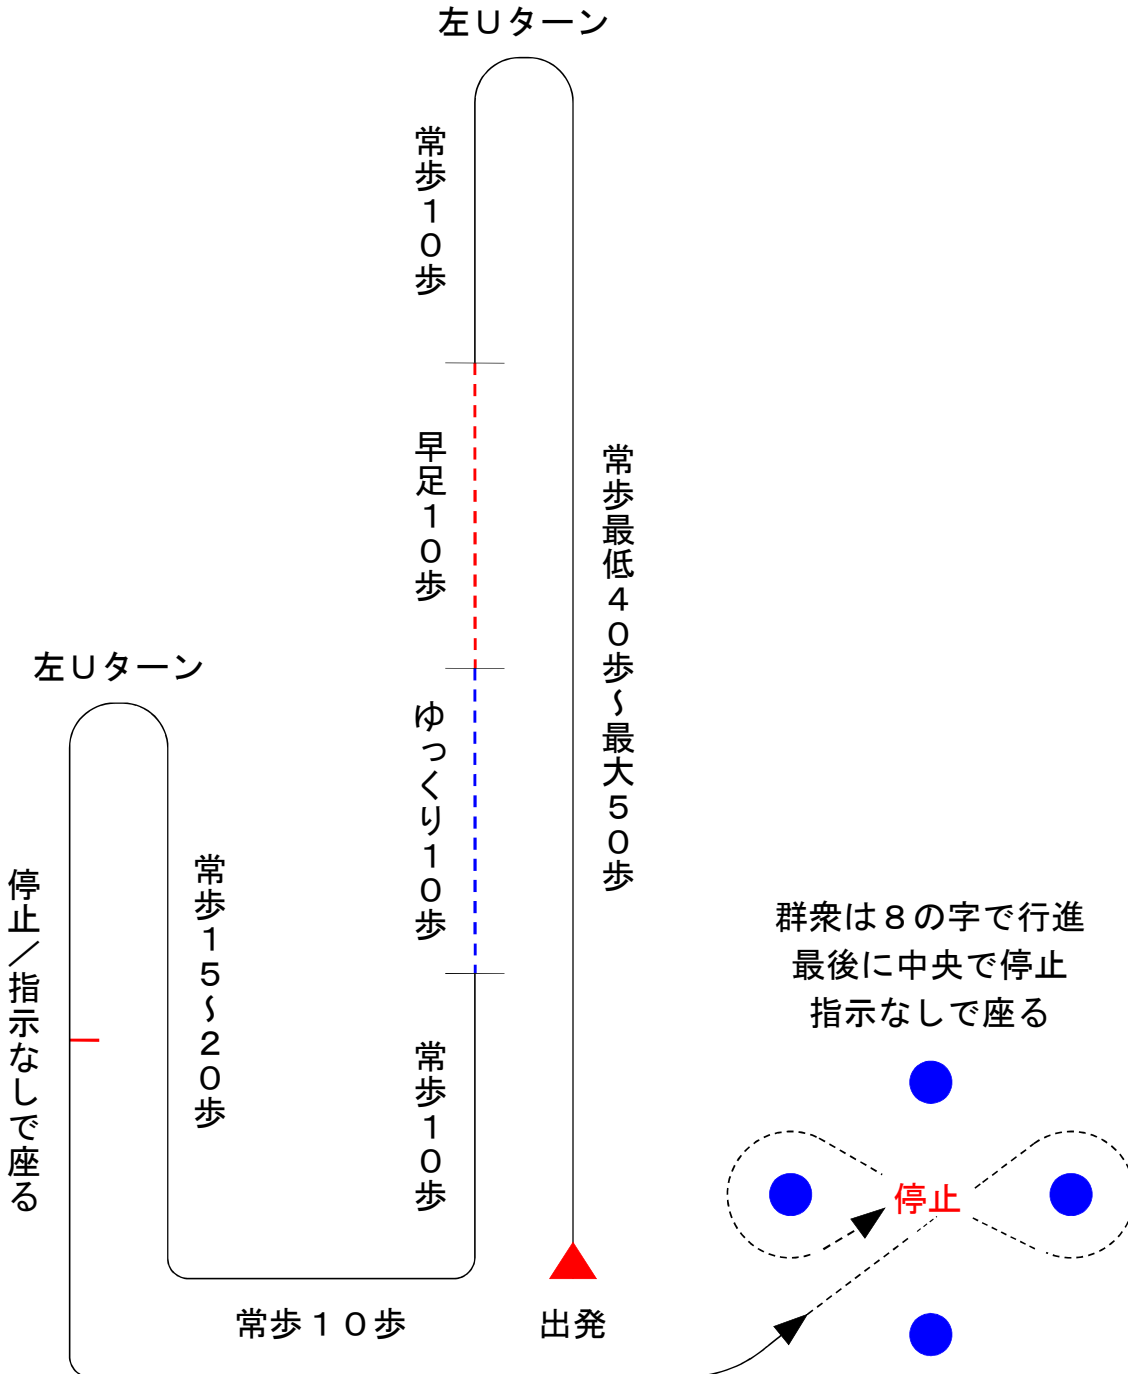 左Ｕターン
常歩１０歩
早足１０歩
常歩最低４０歩～最大５０歩
左Ｕターン
ゆっくり１０歩
停止／指示なしで座る
常歩１５～２０歩
常歩１０歩
群衆は８の字で行進
最後に中央で停止
指示なしで座る
停止
常歩１０歩
出発